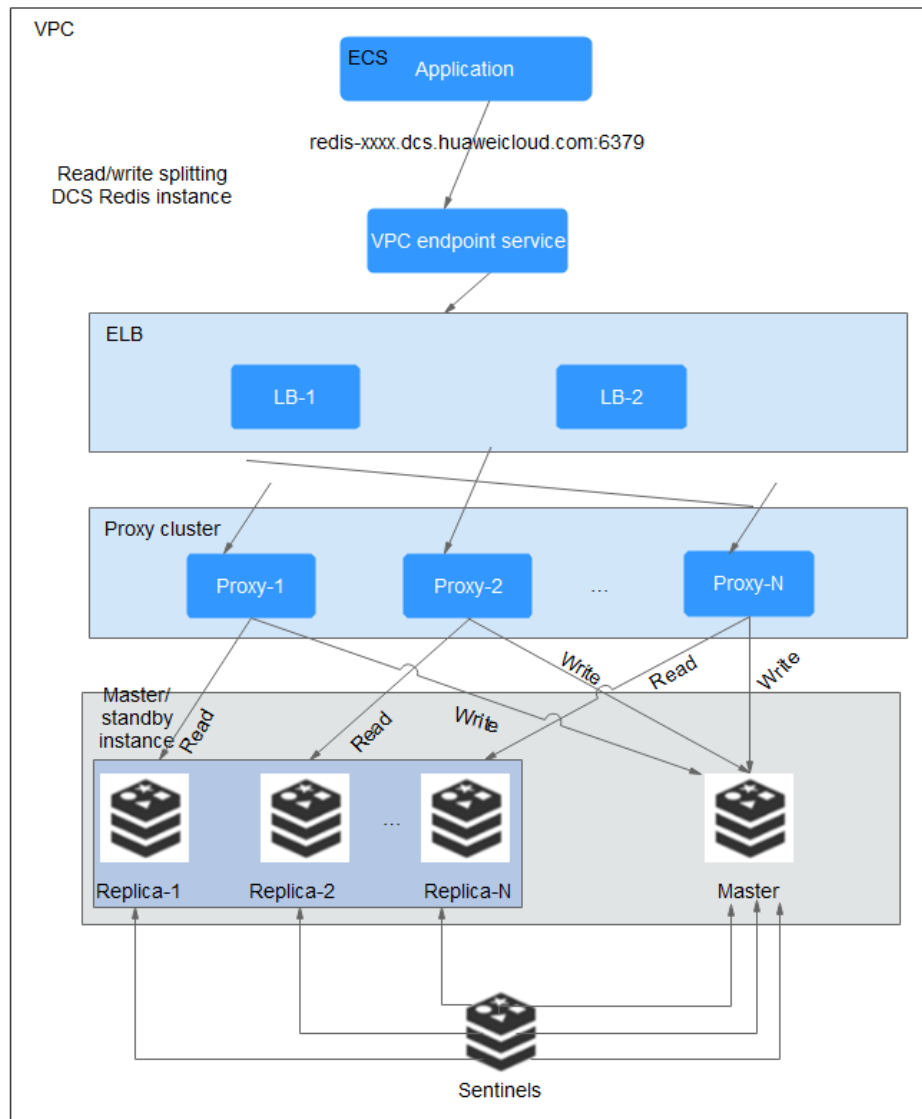 VPC
ECS
Application
redis-xxxx.dcs.huaweicloud.com:6379
Read/write splitting
DCS Redis instance
VPC endpoint service
ELB
LB-1
LB-2
Proxy cluster
Proxy-1
Proxy-2
...
Proxy-N
Write
Read
Write
Master/
standby
instance
Read
Write
Read
...
Replica-1
Replica-2
Replica-N
Master
Sentinels